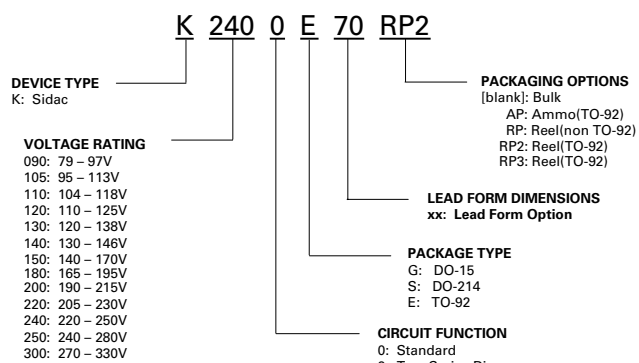 K 240 0 E 70 RP2
DEVICE TYPE
K: Sidac
VOLTAGE RATING
090: 79 – 97V
105: 95 – 113V
110: 104 – 118V
120: 110 – 125V
130: 120 – 138V
140: 130 – 146V
150: 140 – 170V
180: 165 – 195V
200: 190 – 215V
220: 205 – 230V
240: 220 – 250V
250: 240 – 280V
300: 270 – 330V
PACKAGING OPTIONS
[blank]: Bulk
AP: Ammo(TO-92)
RP: Reel(non TO-92)
RP2: Reel(TO-92)
RP3: Reel(TO-92)
LEAD FORM DIMENSIONS
xx: Lead Form Option
PACKAGE TYPE
G: DO-15
S: DO-214
E: TO-92
CIRCUIT FUNCTION
0: Standard